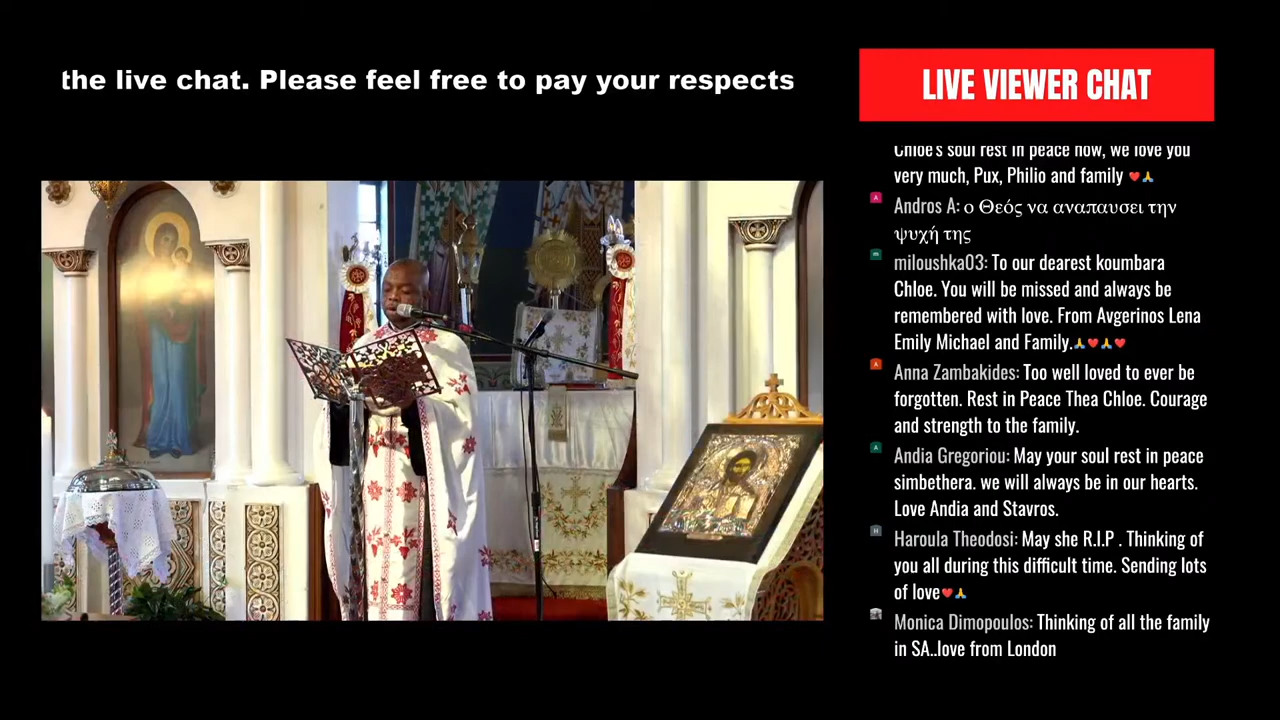 the live chat. Please feel free to pay your respects
LIVE VIEWER CHAT
Chloe's soul rest in peace now, we love you
very much, Pux, Philio and family ❤️🙏
Andros A: ο Θεός να αναπαυσει την
ψυχή της
miloushka03: To our dearest koumbara
Chloe. You will be missed and always be
remembered with love. From Avgerinos Lena
Emily Michael and Family.🙏❤️🙏❤️
Anna Zambakides: Too well loved to ever be
forgotten. Rest in Peace Thea Chloe. Courage
and strength to the family.
Andia Gregoriou: May your soul rest in peace
simbethera. we will always be in our hearts.
Love Andia and Stavros.
Haroula Theodosi: May she R.I.P . Thinking of
you all during this difficult time. Sending lots
of love❤️🙏
Monica Dimopoulos: Thinking of all the family
in SA..love from London